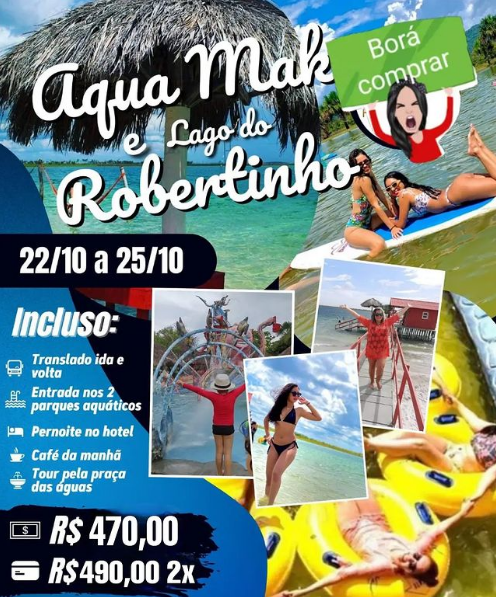 Aqua Mak
Borá
comprar
e Lago do
Robertinho
22/10 a 25/10
Incluso:
Translado ida e
volta
Entrada nos 2
parques aquáticos
Pernoite no hotel
Café da manhã
Tour pela praça
das águas
R$ 470,00
R$490,00 2x